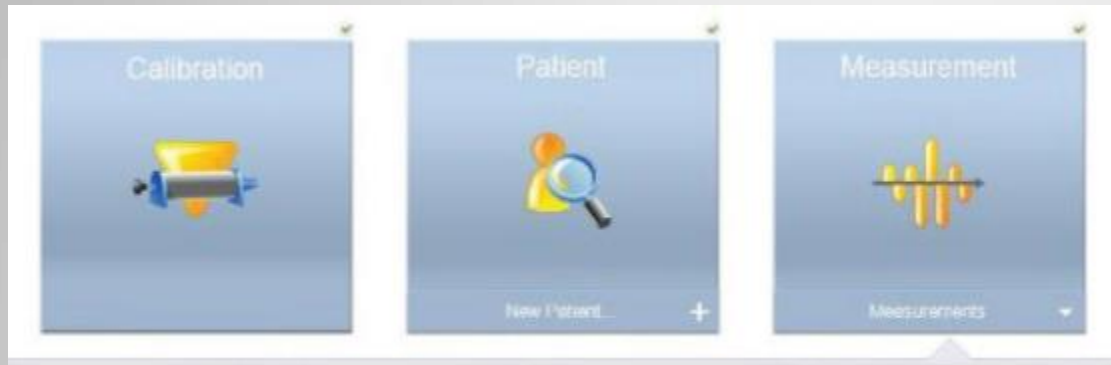 Calibration
Patient
Measurement
New Patient...
Measurements